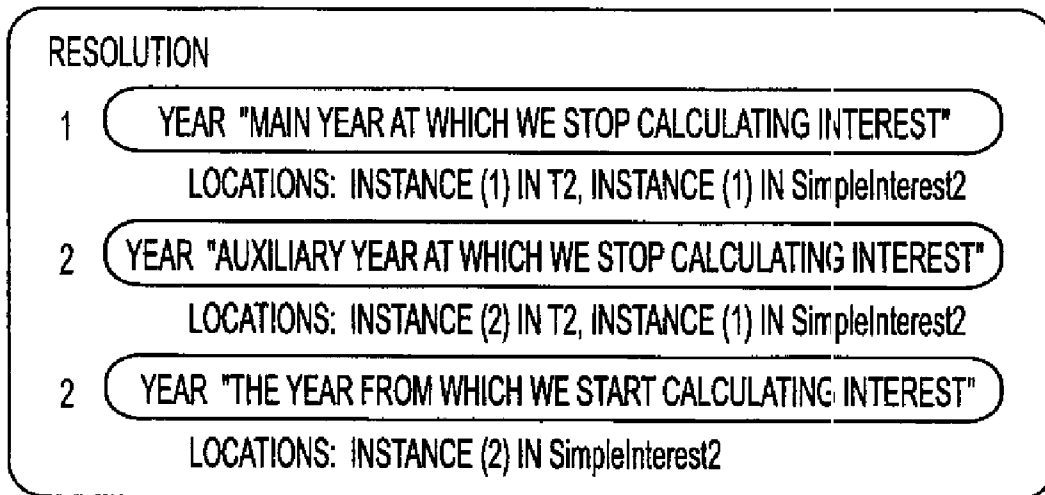 RESOLUTION
1 YEAR "MAIN YEAR AT WHICH WE STOP CALCULATING INTEREST"
LOCATIONS: INSTANCE (1) IN T2, INSTANCE (1) IN SimpleInterest2
2 YEAR "AUXILIARY YEAR AT WHICH WE STOP CALCULATING INTEREST"
LOCATIONS: INSTANCE (2) IN T2, INSTANCE (1) IN SimpleInterest2
2 YEAR "THE YEAR FROM WHICH WE START CALCULATING INTEREST"
LOCATIONS: INSTANCE (2) IN SimpleInterest2